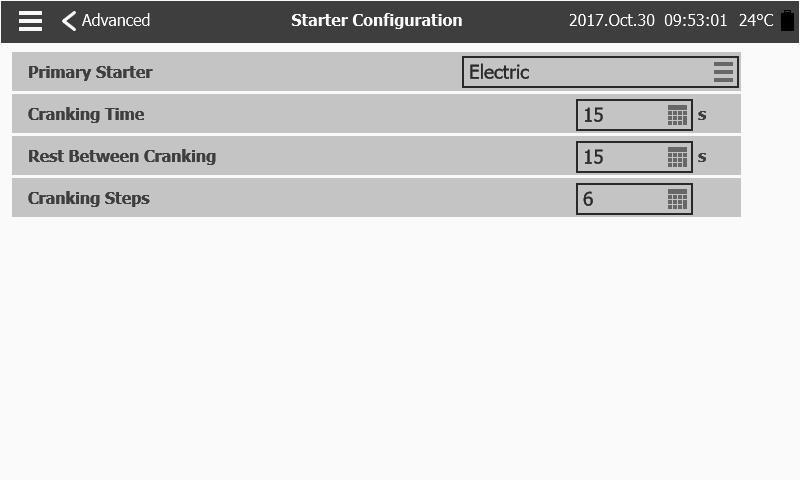 Advanced Starter Configuration 2017.Oct.30 09:53:01 24°C
Primary Starter Electric
Cranking Time 15 s
Rest Between Cranking 15 s
Cranking Steps 6